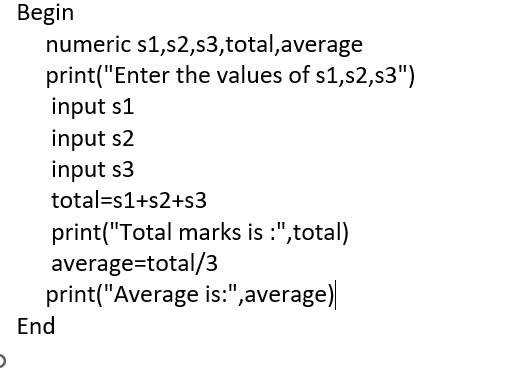 Begin
numeric s1,s2,s3,total,average
print("Enter the values of s1,s2,s3")
input s1
input s2
input s3
total=s1+s2+s3
print("Total marks is :",total)
average=total/3
print("Average is:",average)
End